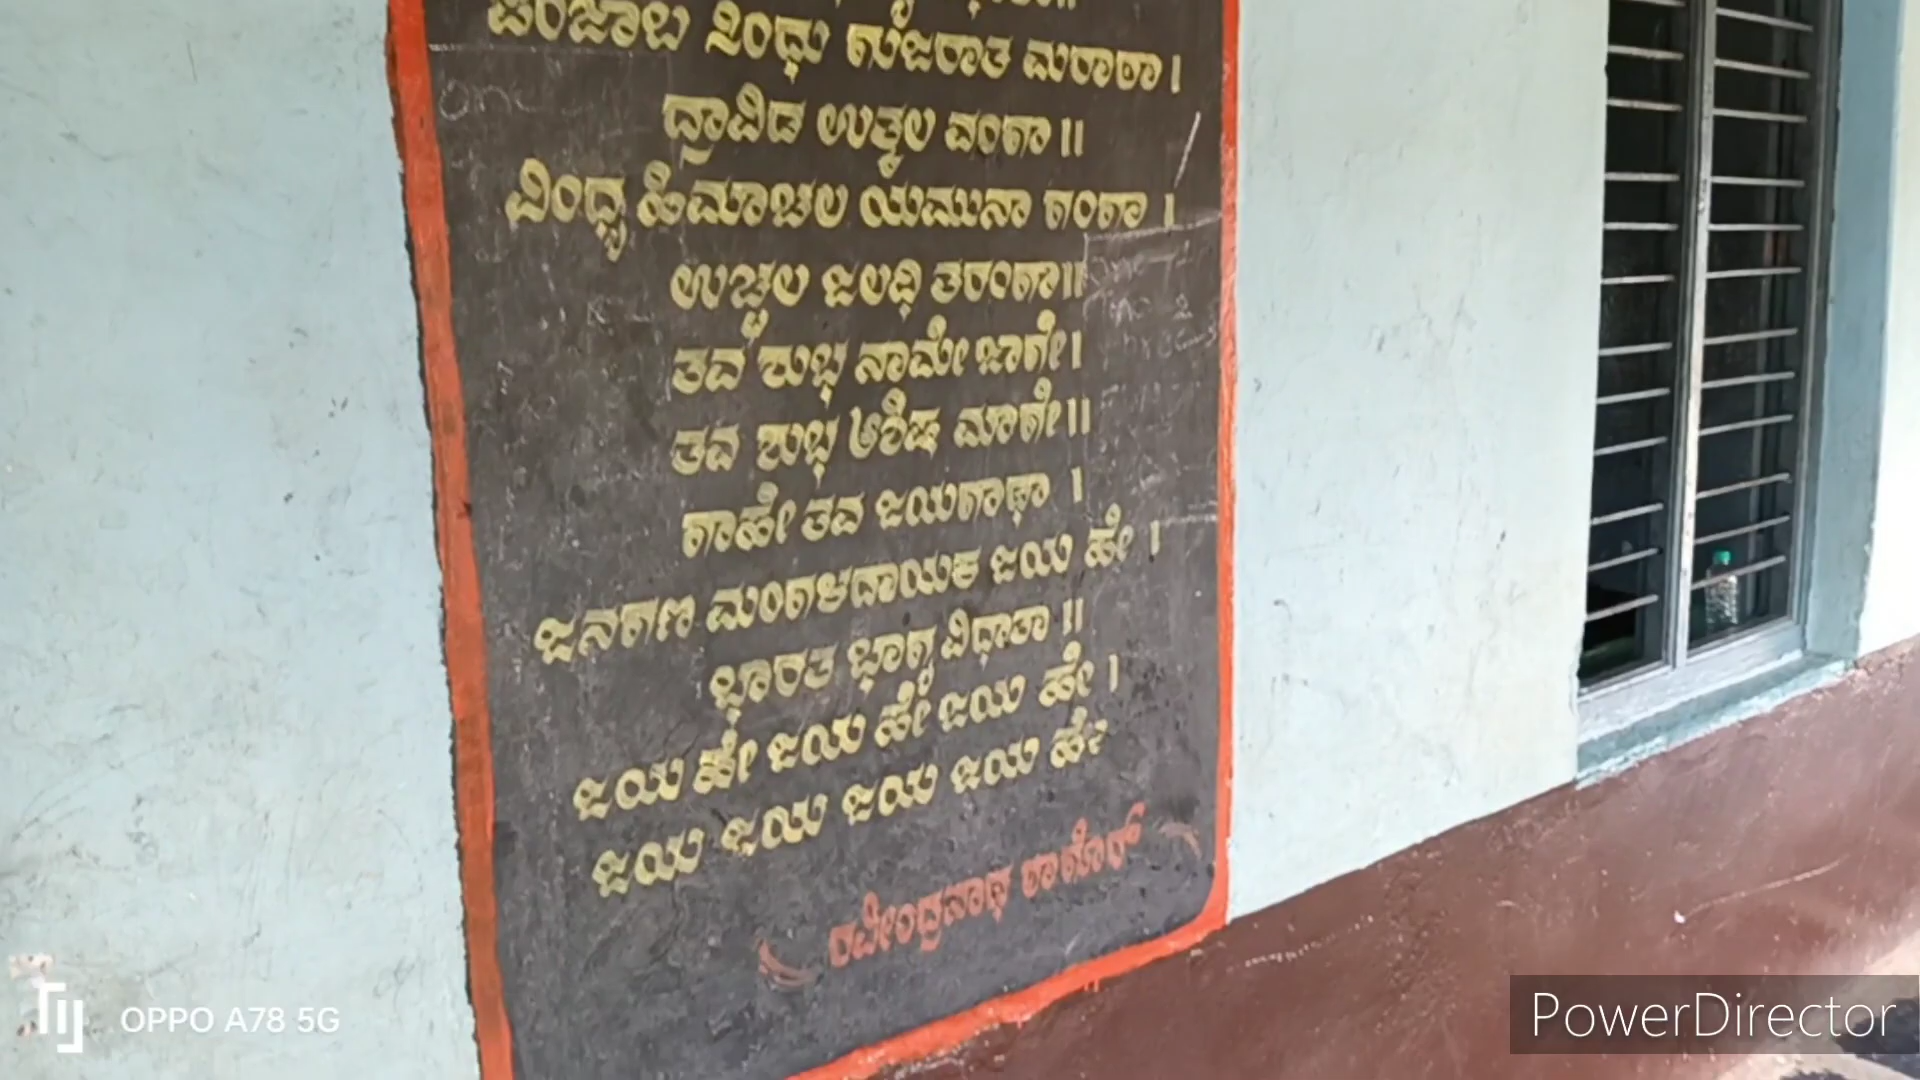 ಪಂಜಾಬ ಸಿಂಧು ಗುಜರಾತ ಮರಾಠಾ।
ದ್ರಾವಿಡ ಉತ್ಕಲ ವಂಗಾ॥
ವಿಂಧ್ಯ ಹಿಮಾಚಲ ಯಮುನಾ ಗಂಗಾ ।
ಉಚ್ಛಲ ಜಲಧಿ ತರಂಗಾ॥
ತವ ಶುಭ ನಾಮೇ ಜಾಗೇ।
ತವ ಶುಭ ಆಶಿಷ ಮಾಗೇ॥
ಗಾಹೇ ತವ ಜಯಗಾಥಾ ।
ಜನಗಣ ಮಂಗಳದಾಯಕ ಜಯ ಹೇ ।
ಭಾರತ ಭಾಗ್ಯ ವಿಧಾತಾ ॥
ಜಯ ಹೇ ಜಯ ಹೇ ಜಯ ಹೇ ।
ಜಯ ಜಯ ಜಯ ಜಯ ಹೇ
ರವೀಂದ್ರನಾಥ ಠಾಗೋರ್
OPPO A78 5G
PowerDirector